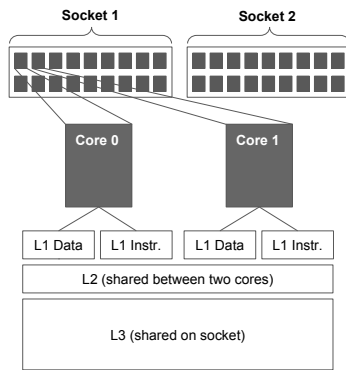 Socket 1 Socket 2
Core 0 Core 1
L1 Data L1 Instr. L1 Data L1 Instr.
L2 (shared between two cores)
L3 (shared on socket)